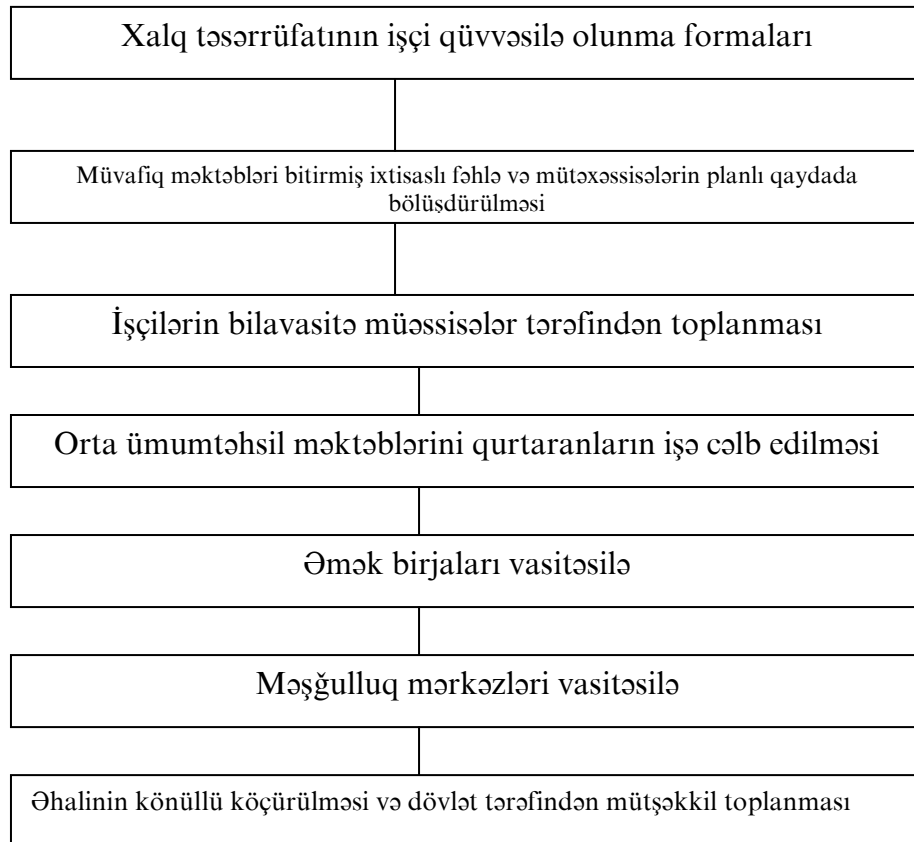 Xalq təsərrüfatının işçi qüvvəsilə olunma formaları
Müvafiq məktəbləri bitirmiş ixtisaslı fəhlə və mütəxəssisələrin planlı qaydada
bölüşdürülməsi
İşçilərin bilavasitə müəssisələr tərəfindən toplanması
Orta ümumtəhsil məktəblərini qurtaranların işə cəlb edilməsi
Əmək birjaları vasitəsilə
Məşğulluq mərkəzləri vasitəsilə
Əhalinin könüllü köçürülməsi və dövlət tərəfindən mütşəkkil toplanması